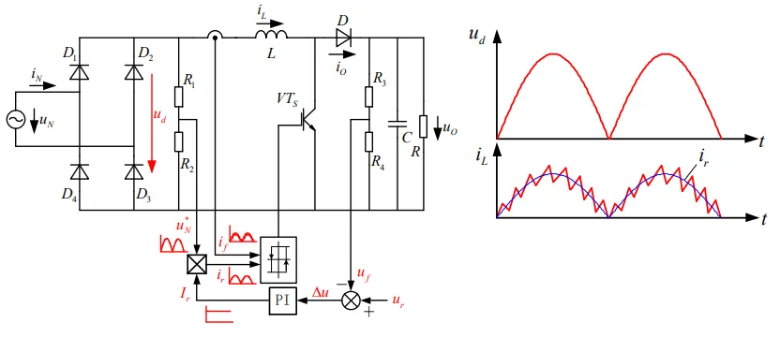 i_L
D
L
i_O
D_1
D_2
i_N
u_N
u_d
R_1
R_2
VT_S
R_3
R_4
C
R
u_O
D_4
D_3
u_N^*
i_f
i_r
I_r
PI
Δu
u_f
−
+
u_r
u_d
t
i_L
i_r
t